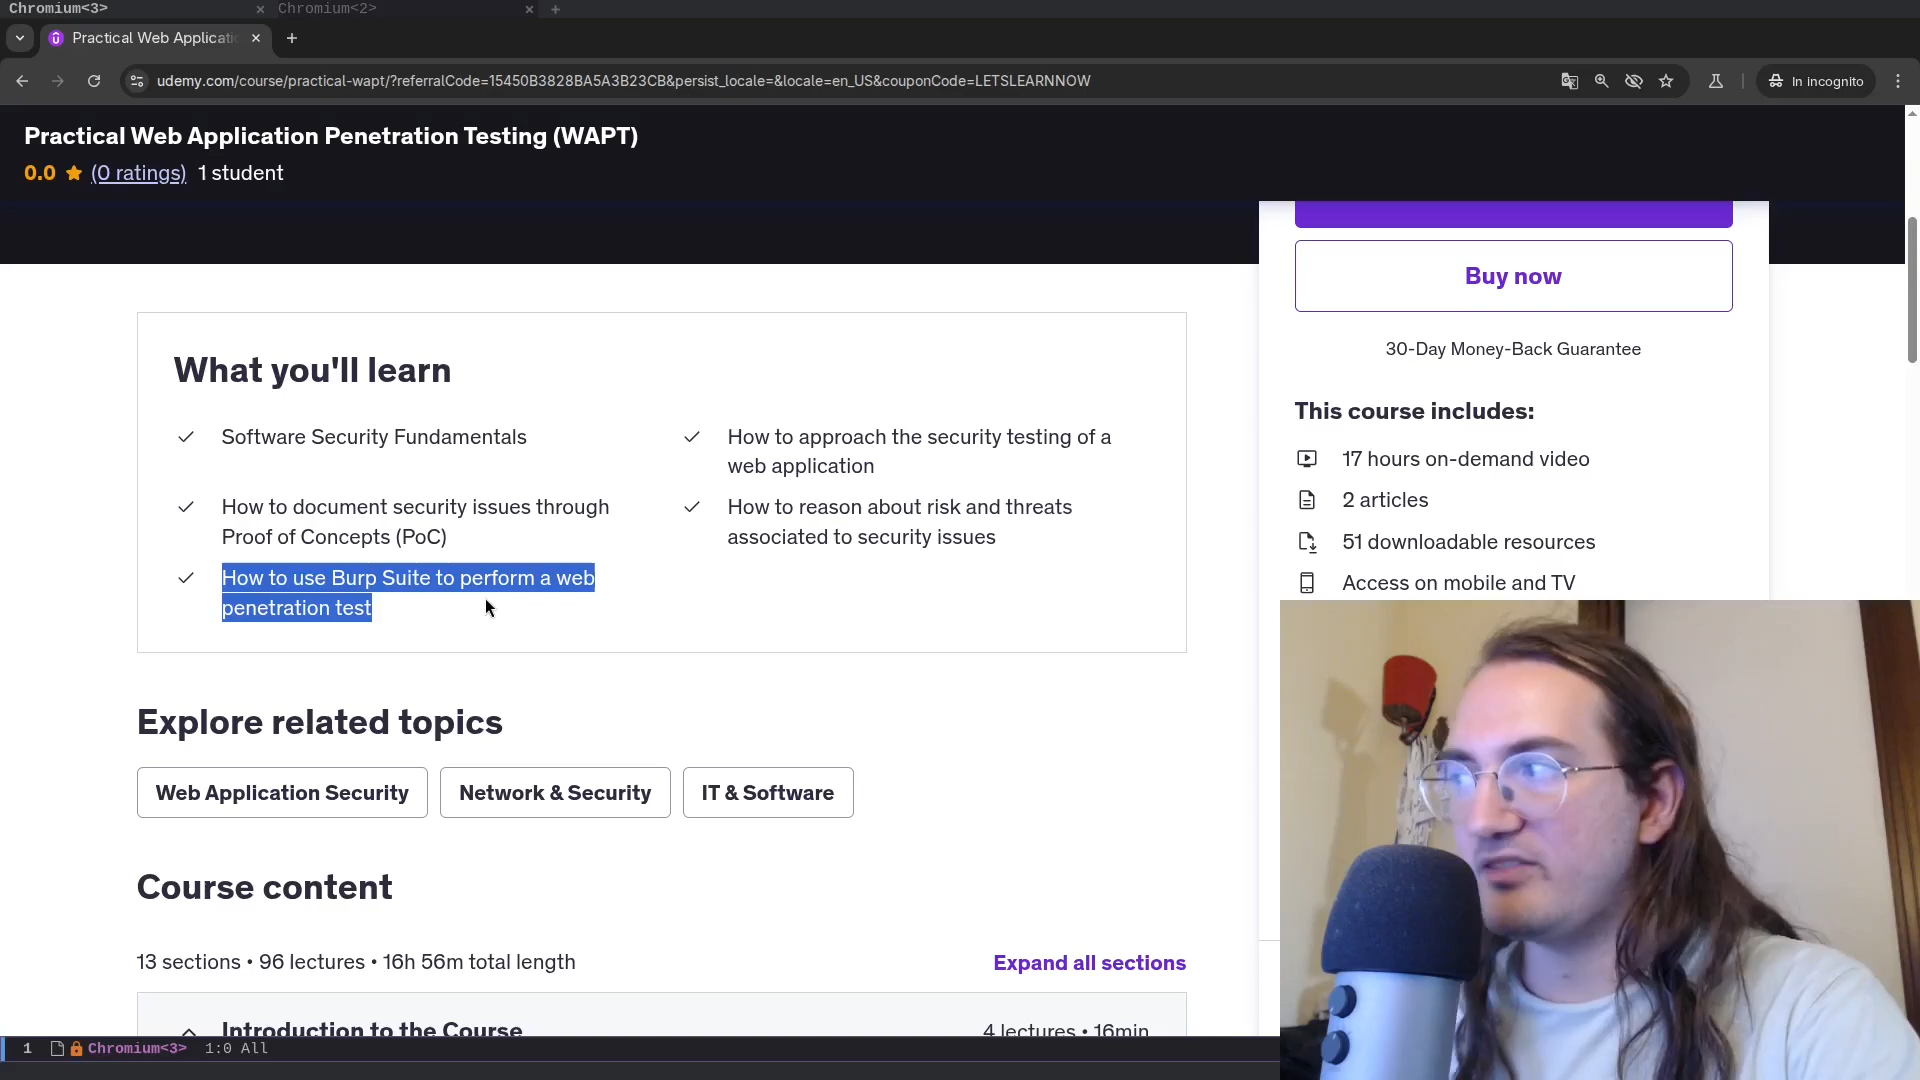 Chromium<3> × Chromium<2> × +
Practical Web Applicati × +
udemy.com/course/practical-wapt/?referralCode=15450B3828BA5A3B23CB&persist_locale=&locale=en_US&couponCode=LETSLEARNNOW
In incognito
Practical Web Application Penetration Testing (WAPT)
0.0 (0 ratings) 1 student
What you'll learn
Software Security Fundamentals
How to approach the security testing of a
web application
How to document security issues through
Proof of Concepts (PoC)
How to reason about risk and threats
associated to security issues
How to use Burp Suite to perform a web
penetration test
Explore related topics
Web Application Security
Network & Security
IT & Software
Course content
13 sections • 96 lectures • 16h 56m total length
Expand all sections
Introduction to the Course
4 lectures • 16min
Buy now
30-Day Money-Back Guarantee
This course includes:
17 hours on-demand video
2 articles
51 downloadable resources
Access on mobile and TV
1 Chromium<3> 1:0 All